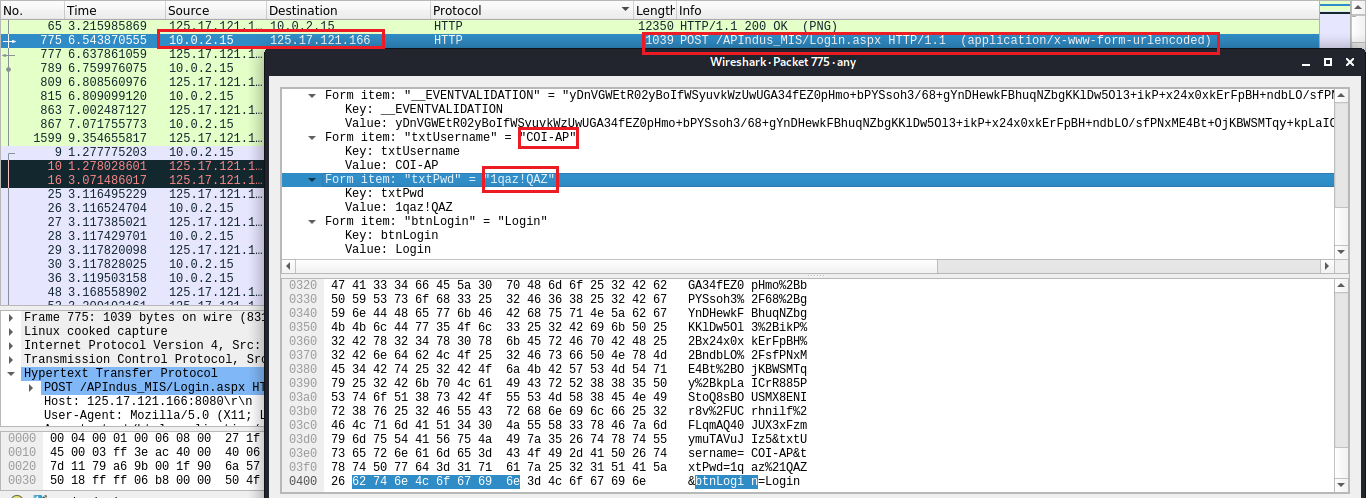 No. Time Source Destination Protocol Length Info
65 3.215985869 125.17.121.1… 10.0.2.15 HTTP 12350 HTTP/1.1 200 OK (PNG)
775 6.543870555 10.0.2.15 125.17.121.166 HTTP 1039 POST /APIndus_MIS/Login.aspx HTTP/1.1 (application/x-www-form-urlencoded)
777 6.637861059 125.17.121.1…
789 6.759976075 10.0.2.15
809 6.808560976 125.17.121.1…
815 6.809099120 10.0.2.15
863 7.002487127 125.17.121.1…
867 7.071755773 10.0.2.15
1599 9.354655817 125.17.121.1…
9 1.277775203 10.0.2.15
10 1.278028601 125.17.121.1…
16 3.071486017 125.17.121.1…
25 3.116495229 125.17.121.1…
26 3.116524704 10.0.2.15
27 3.117385021 125.17.121.1…
28 3.117429701 10.0.2.15
29 3.117820098 125.17.121.1…
30 3.117828025 10.0.2.15
36 3.119503158 10.0.2.15
48 3.168558902 125.17.121.1…
Wireshark · Packet 775 · any
Form item: "__EVENTVALIDATION" = "yDnVGWEtR02yBoIfWSyuvkWzUwUGA34fEZ0pHmo+bPYSsoh3/68+gYnDHewkFBhuqNZbgKKlDw5Ol3+ikP+x24x0xkErFpBH+ndbLO/sfPN
Key: __EVENTVALIDATION
Value: yDnVGWEtR02yBoIfWSyuvkWzUwUGA34fEZ0pHmo+bPYSsoh3/68+gYnDHewkFBhuqNZbgKKlDw5Ol3+ikP+x24x0xkErFpBH+ndbLO/sfPNxME4Bt+OjKBWSMTqy+kpLaIC
Form item: "txtUsername" = "COI-AP"
Key: txtUsername
Value: COI-AP
Form item: "txtPwd" = "1qaz!QAZ"
Key: txtPwd
Value: 1qaz!QAZ
Form item: "btnLogin" = "Login"
Key: btnLogin
Value: Login
0320 47 41 33 34 66 45 5a 30 70 48 6d 6f 25 32 42 62 GA34fEZ0 pHmo%2Bb
0330 50 59 53 73 6f 68 33 25 32 46 36 38 25 32 42 67 PYSsoh3% 2F68%2Bg
0340 59 6e 44 48 65 77 6b 46 42 68 75 71 4e 5a 62 67 YnDHewkF BhuqNZbg
0350 4b 4b 6c 44 77 35 4f 6c 33 25 32 42 69 6b 50 25 KKlDw5Ol 3%2BikP%
0360 32 42 78 32 34 78 30 78 6b 45 72 46 70 42 48 25 2Bx24x0x kErFpBH%
0370 32 42 6e 64 62 4c 4f 25 32 46 73 66 50 4e 78 4d 2BndbLO% 2FsfPNxM
0380 45 34 42 74 25 32 42 4f 6a 4b 42 57 53 4d 54 71 E4Bt%2BO jKBWSMTq
0390 79 25 32 42 6b 70 4c 61 49 43 72 52 38 38 35 50 y%2BkpLa ICrR885P
03a0 53 74 6f 51 38 73 42 4f 55 53 4d 58 38 45 4e 49 StoQ8sBO USMX8ENI
03b0 72 38 76 25 32 46 55 43 72 68 6e 69 6c 66 25 32 r8v%2FUC rhnilf%2
03c0 46 4c 71 6d 41 51 34 30 4a 55 58 33 78 46 7a 6d FLqmAQ40 JUX3xFzm
03d0 79 6d 75 54 41 56 75 4a 49 7a 35 26 74 78 74 55 ymuTAVuJ Iz5&txtU
03e0 73 65 72 6e 61 6d 65 3d 43 4f 49 2d 41 50 26 74 sername= COI-AP&t
03f0 78 74 50 77 64 3d 31 71 61 7a 25 32 31 51 41 5a xtPwd=1q az%21QAZ
0400 26 62 74 6e 4c 6f 67 69 6e 3d 4c 6f 67 69 6e &btnLogi n=Login
Frame 775: 1039 bytes on wire (831
Linux cooked capture
Internet Protocol Version 4, Src:
Transmission Control Protocol, Src
Hypertext Transfer Protocol
POST /APIndus_MIS/Login.aspx HT
Host: 125.17.121.166:8080\r\n
User-Agent: Mozilla/5.0 (X11; L
0000 00 04 00 01 00 06 08 00 27 1f
0010 45 00 03 ff 3e ac 40 00 40 06
0020 7d 11 79 a6 9b 00 1f 90 6a 57
0030 50 18 ff ff 06 b8 00 00 50 4f